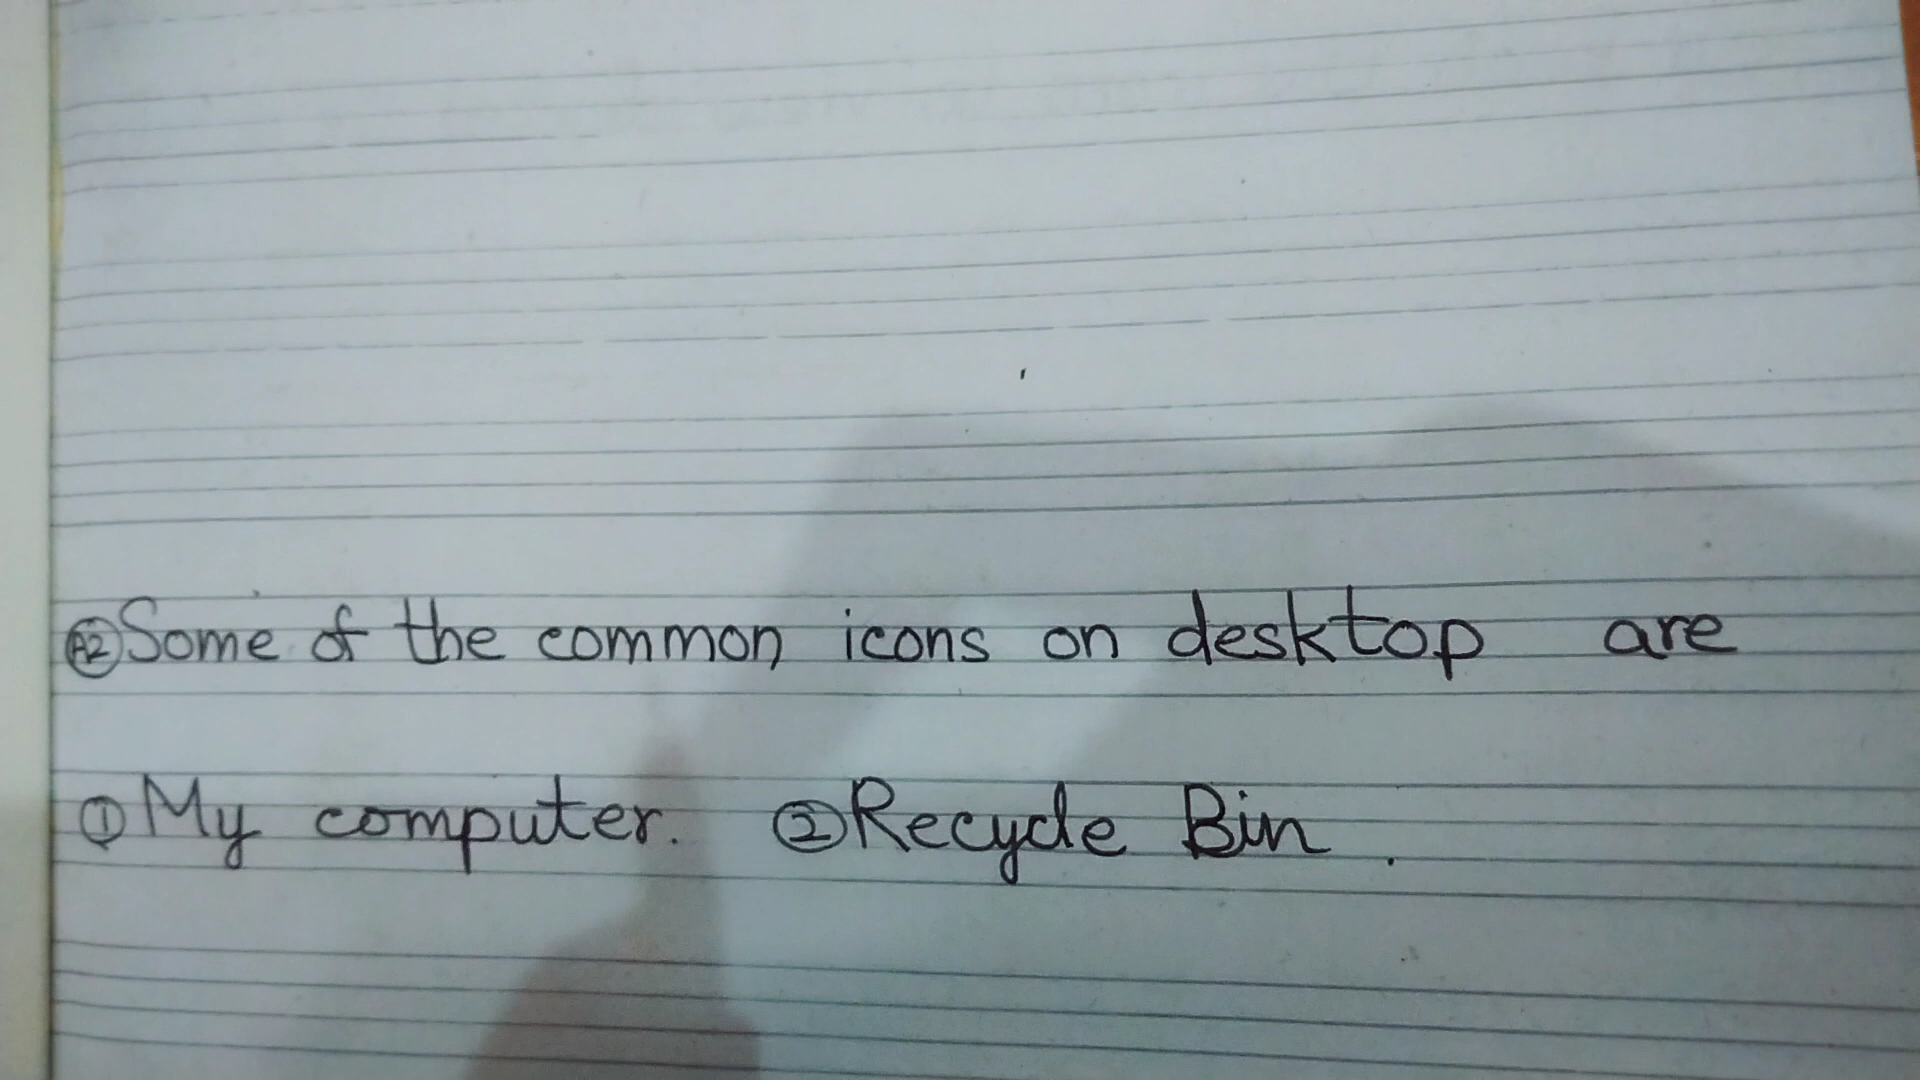 A2 Some of the common icons on desktop are
① My computer. ② Recycle Bin.